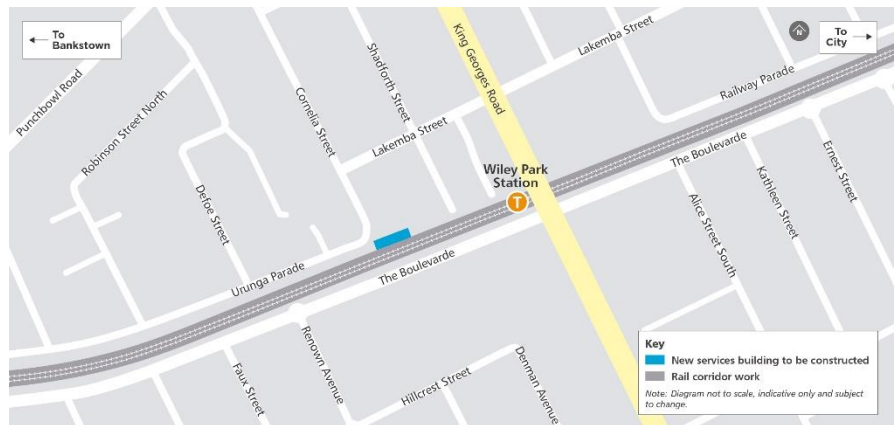 To
Bankstown
N
To
City
Punchbowl Road
Robinson Street North
Defoe Street
Cornelia Street
Shadforth Street
King Georges Road
Lakemba Street
Lakemba Street
Railway Parade
Wiley Park
Station
T
The Boulevarde
Ernest Street
Kathleen Street
Alice Street South
Urunga Parade
The Boulevarde
Renown Avenue
Faux Street
Hillcrest Street
Denman Avenue
Key
New services building to be constructed
Rail corridor work
Note: Diagram not to scale, indicative only and subject
to change.